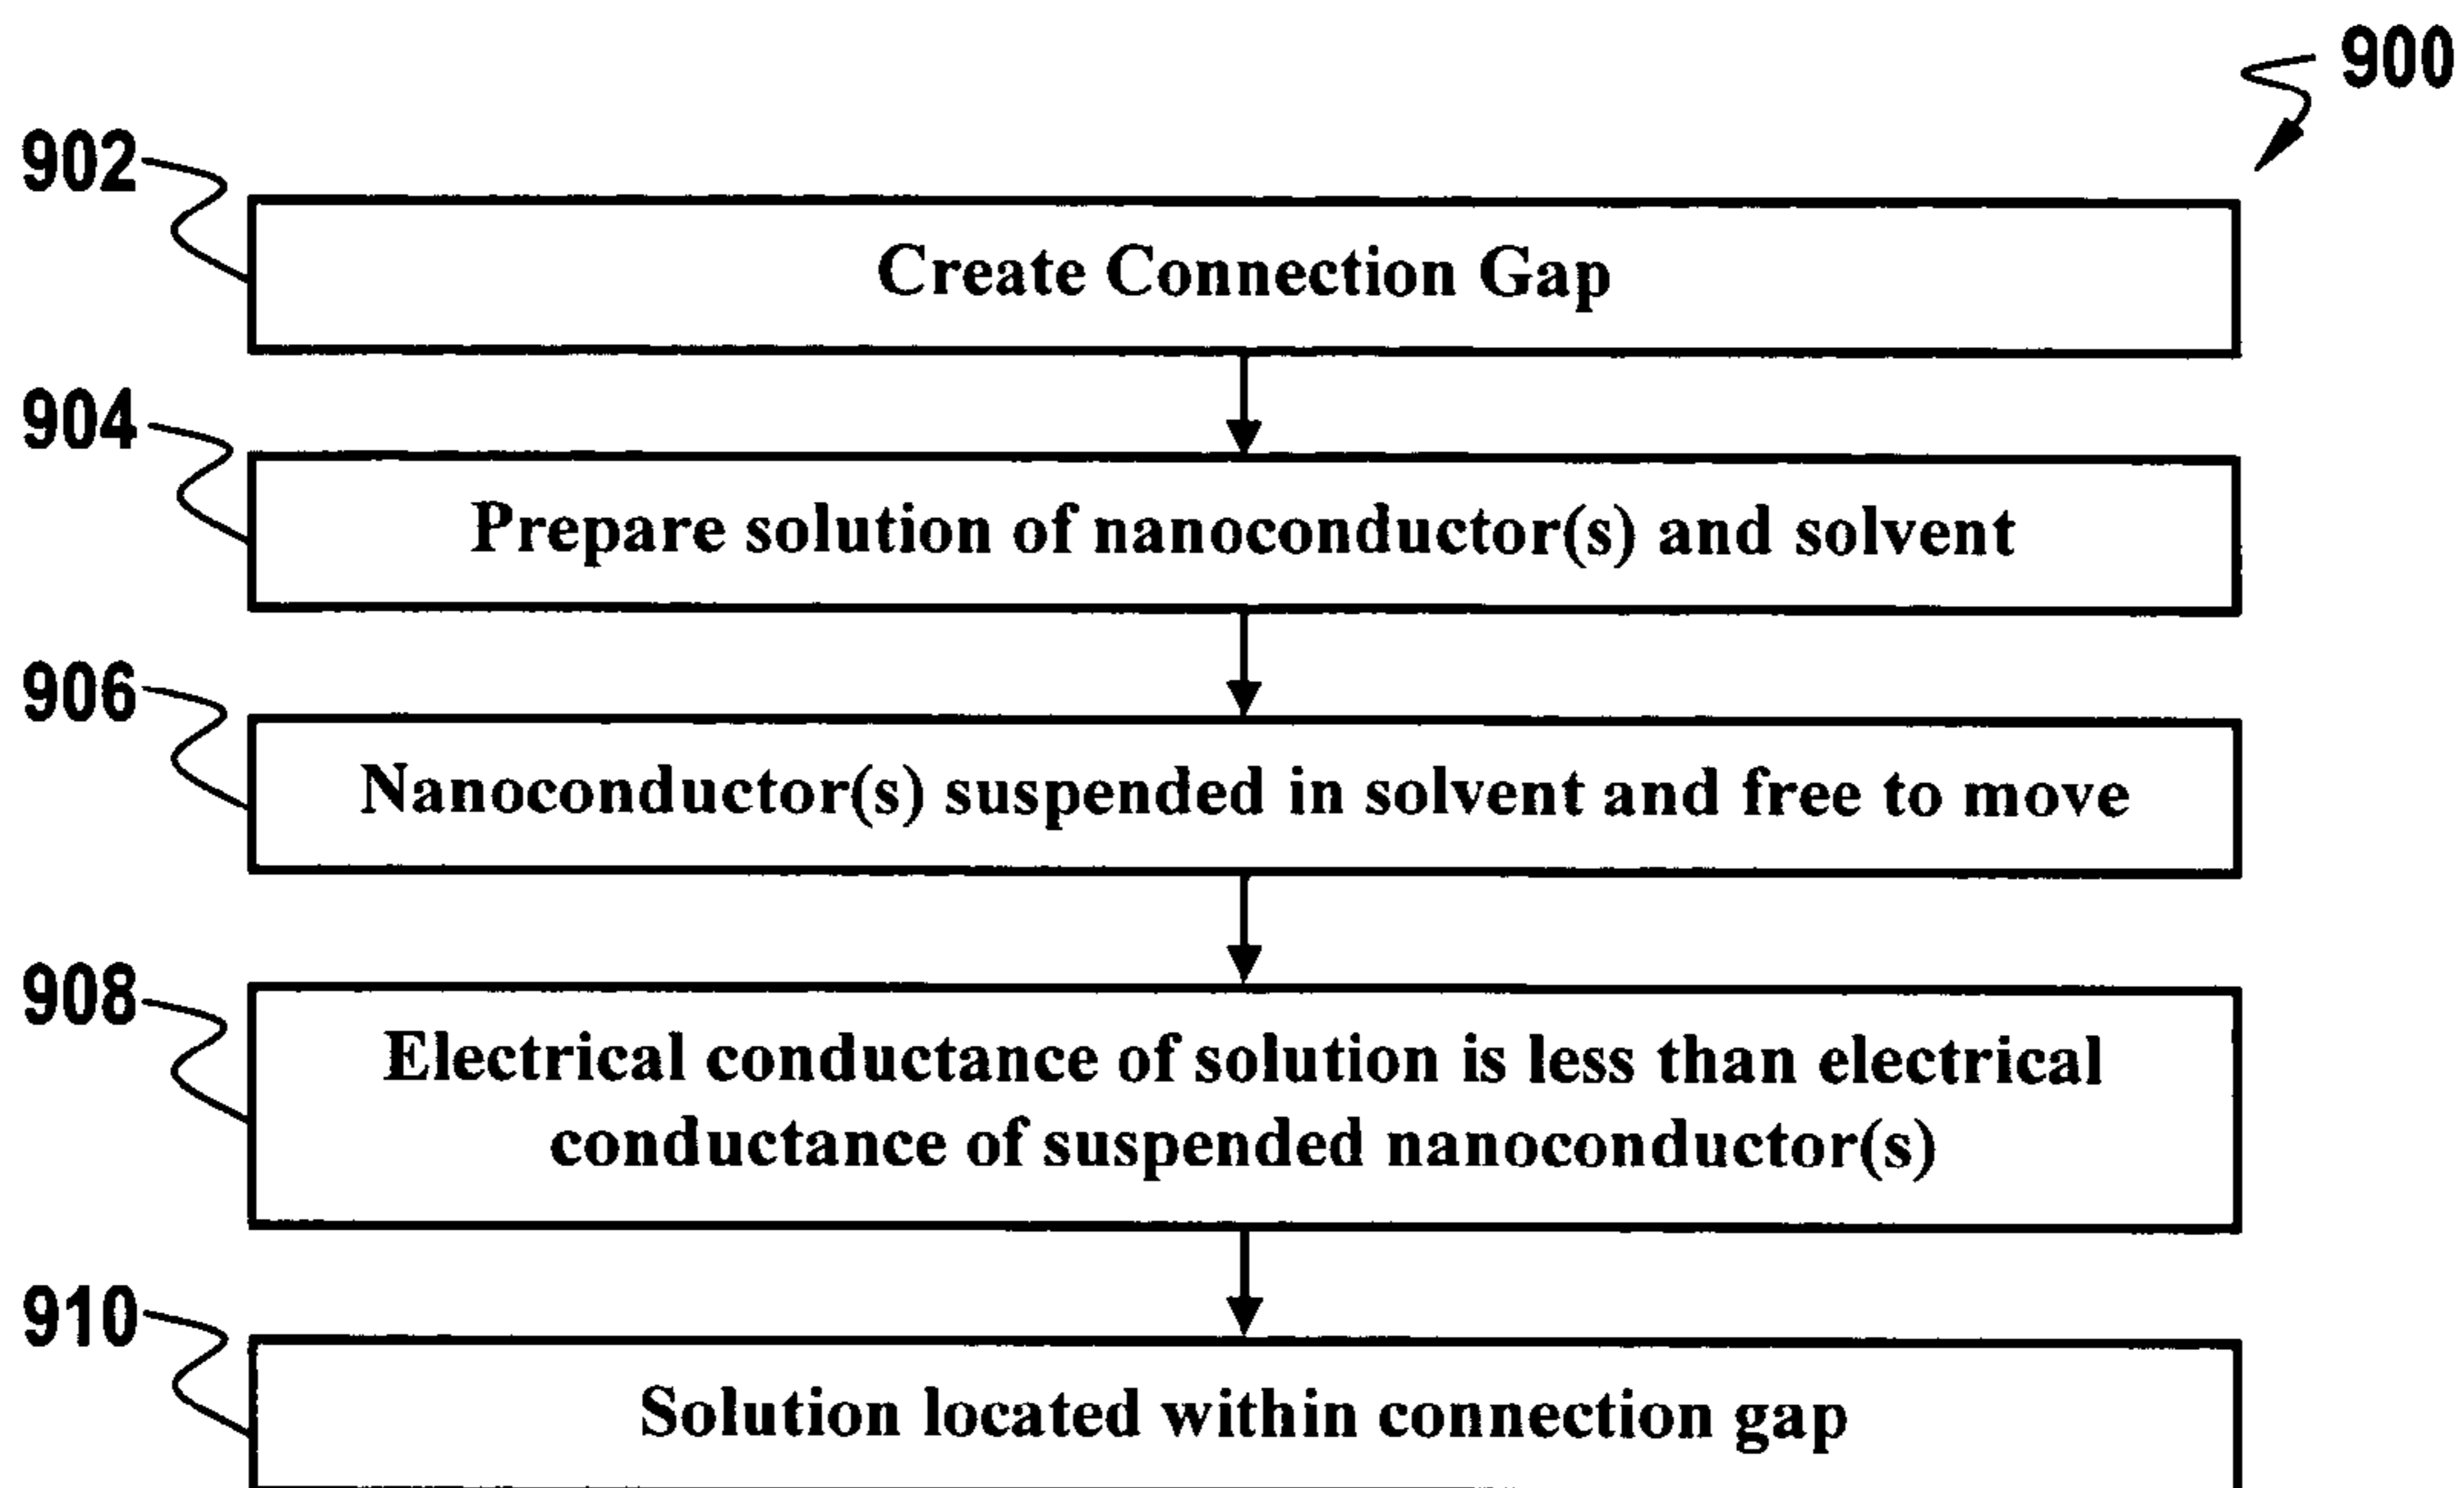 900
902
Create Connection Gap
904
Prepare solution of nanoconductor(s) and solvent
906
Nanoconductor(s) suspended in solvent and free to move
908
Electrical conductance of solution is less than electrical
conductance of suspended nanoconductor(s)
910
Solution located within connection gap